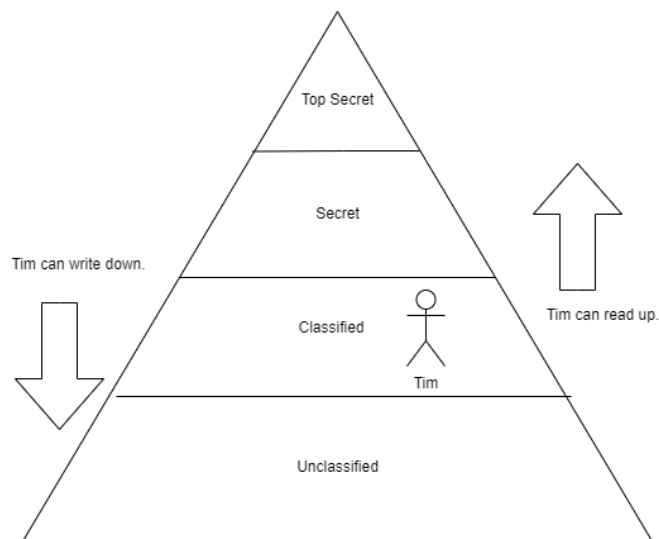 Top Secret
Secret
Tim can write down.
Tim can read up.
Classified
Tim
Unclassified